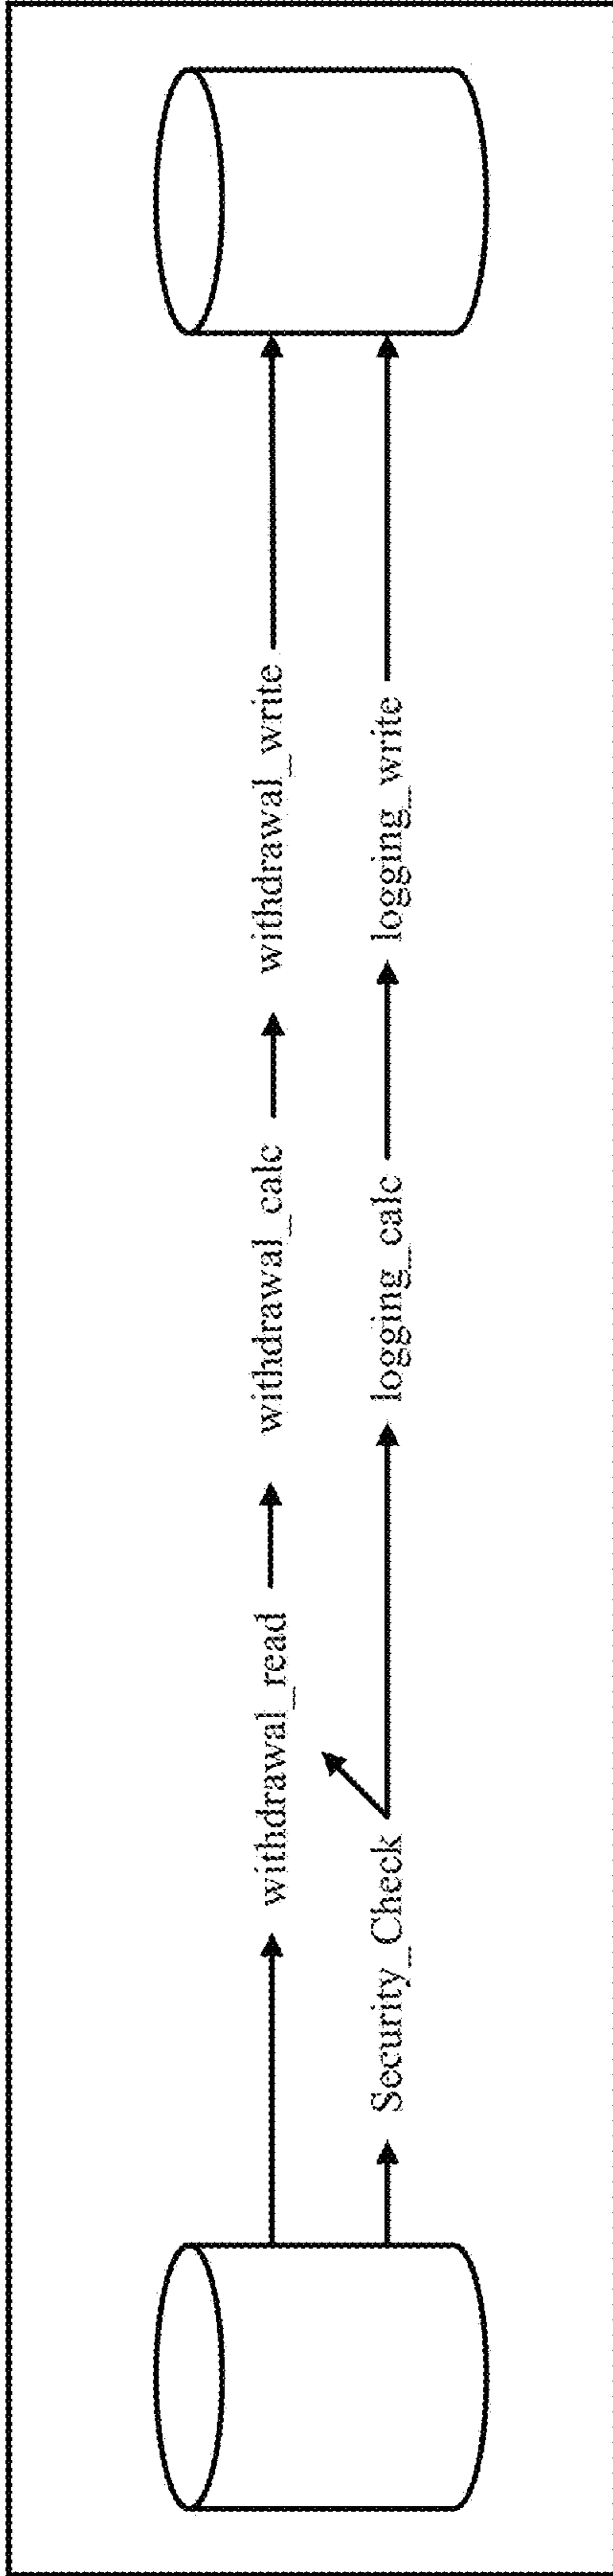 withdrawal_read
withdrawal_calc
withdrawal_write
Security_Check
logging_calc
logging_write